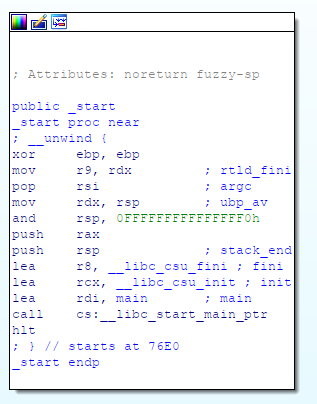 ; Attributes: noreturn fuzzy-sp
public _start
_start proc near
; __unwind {
xor     ebp, ebp
mov     r9, rdx         ; rtld_fini
pop     rsi             ; argc
mov     rdx, rsp        ; ubp_av
and     rsp, 0FFFFFFFFFFFFFFF0h
push    rax
push    rsp             ; stack_end
lea     r8, __libc_csu_fini ; fini
lea     rcx, __libc_csu_init ; init
lea     rdi, main       ; main
call    cs:__libc_start_main_ptr
hlt
; } // starts at 76E0
_start endp